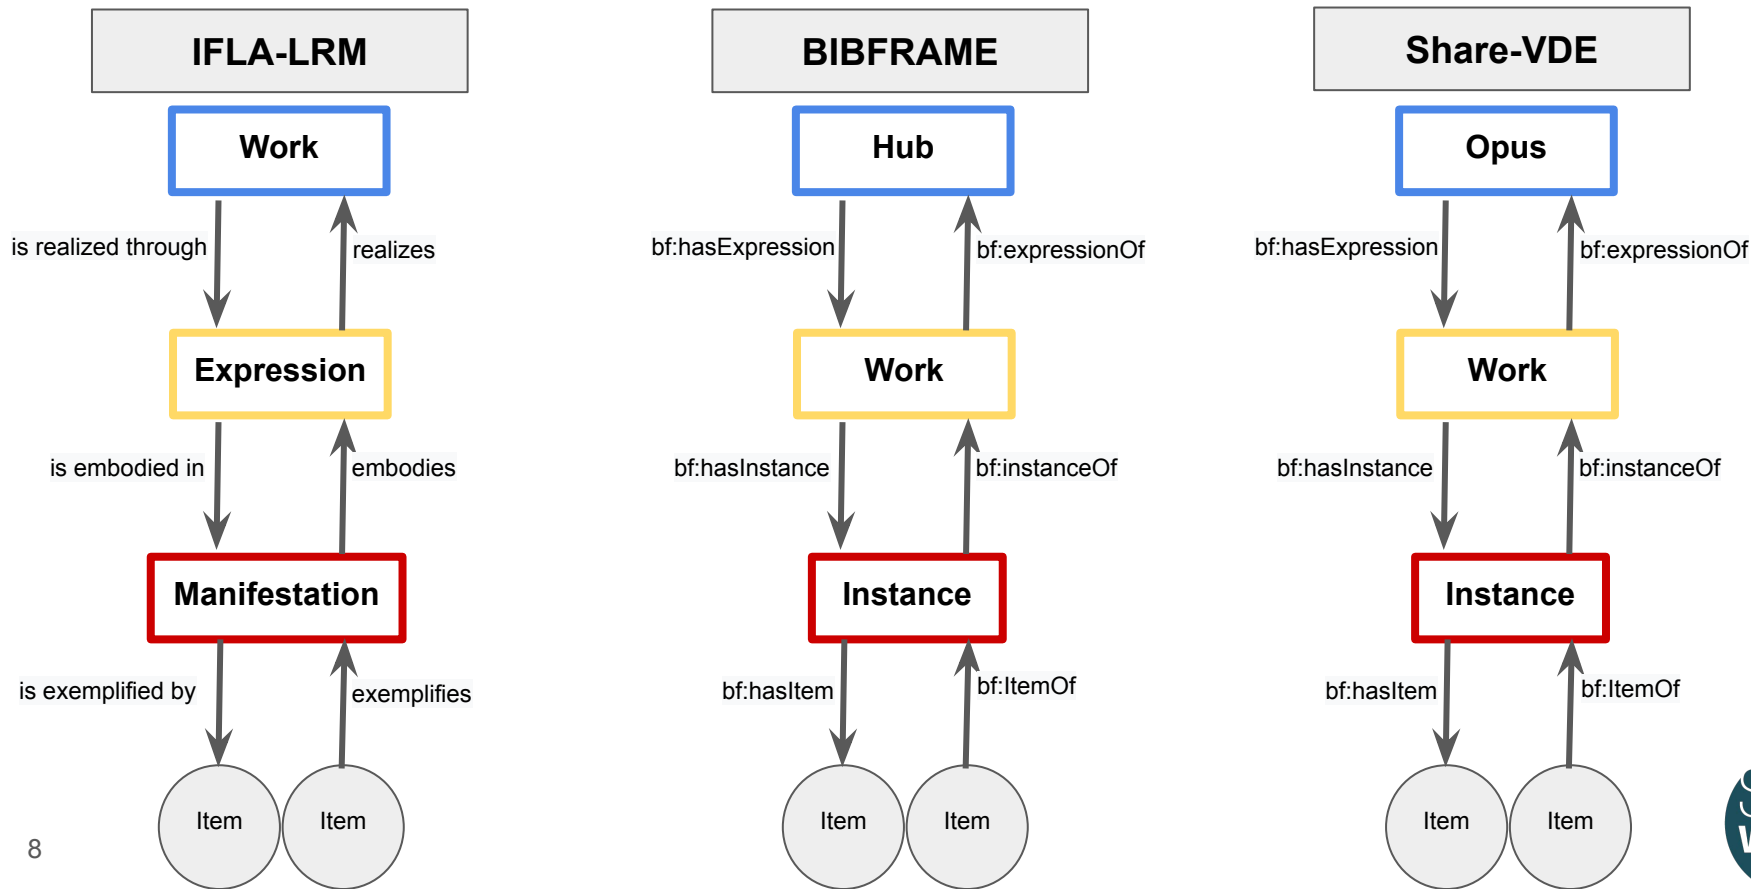 IFLA-LRM
Work
is realized through
realizes
Expression
is embodied in
embodies
Manifestation
is exemplified by
exemplifies
Item
Item
BIBFRAME
Hub
bf:hasExpression
bf:expressionOf
Work
bf:hasInstance
bf:instanceOf
Instance
bf:hasItem
bf:ItemOf
Item
Item
Share-VDE
Opus
bf:hasExpression
bf:expressionOf
Work
bf:hasInstance
bf:instanceOf
Instance
bf:hasItem
bf:ItemOf
Item
Item
8